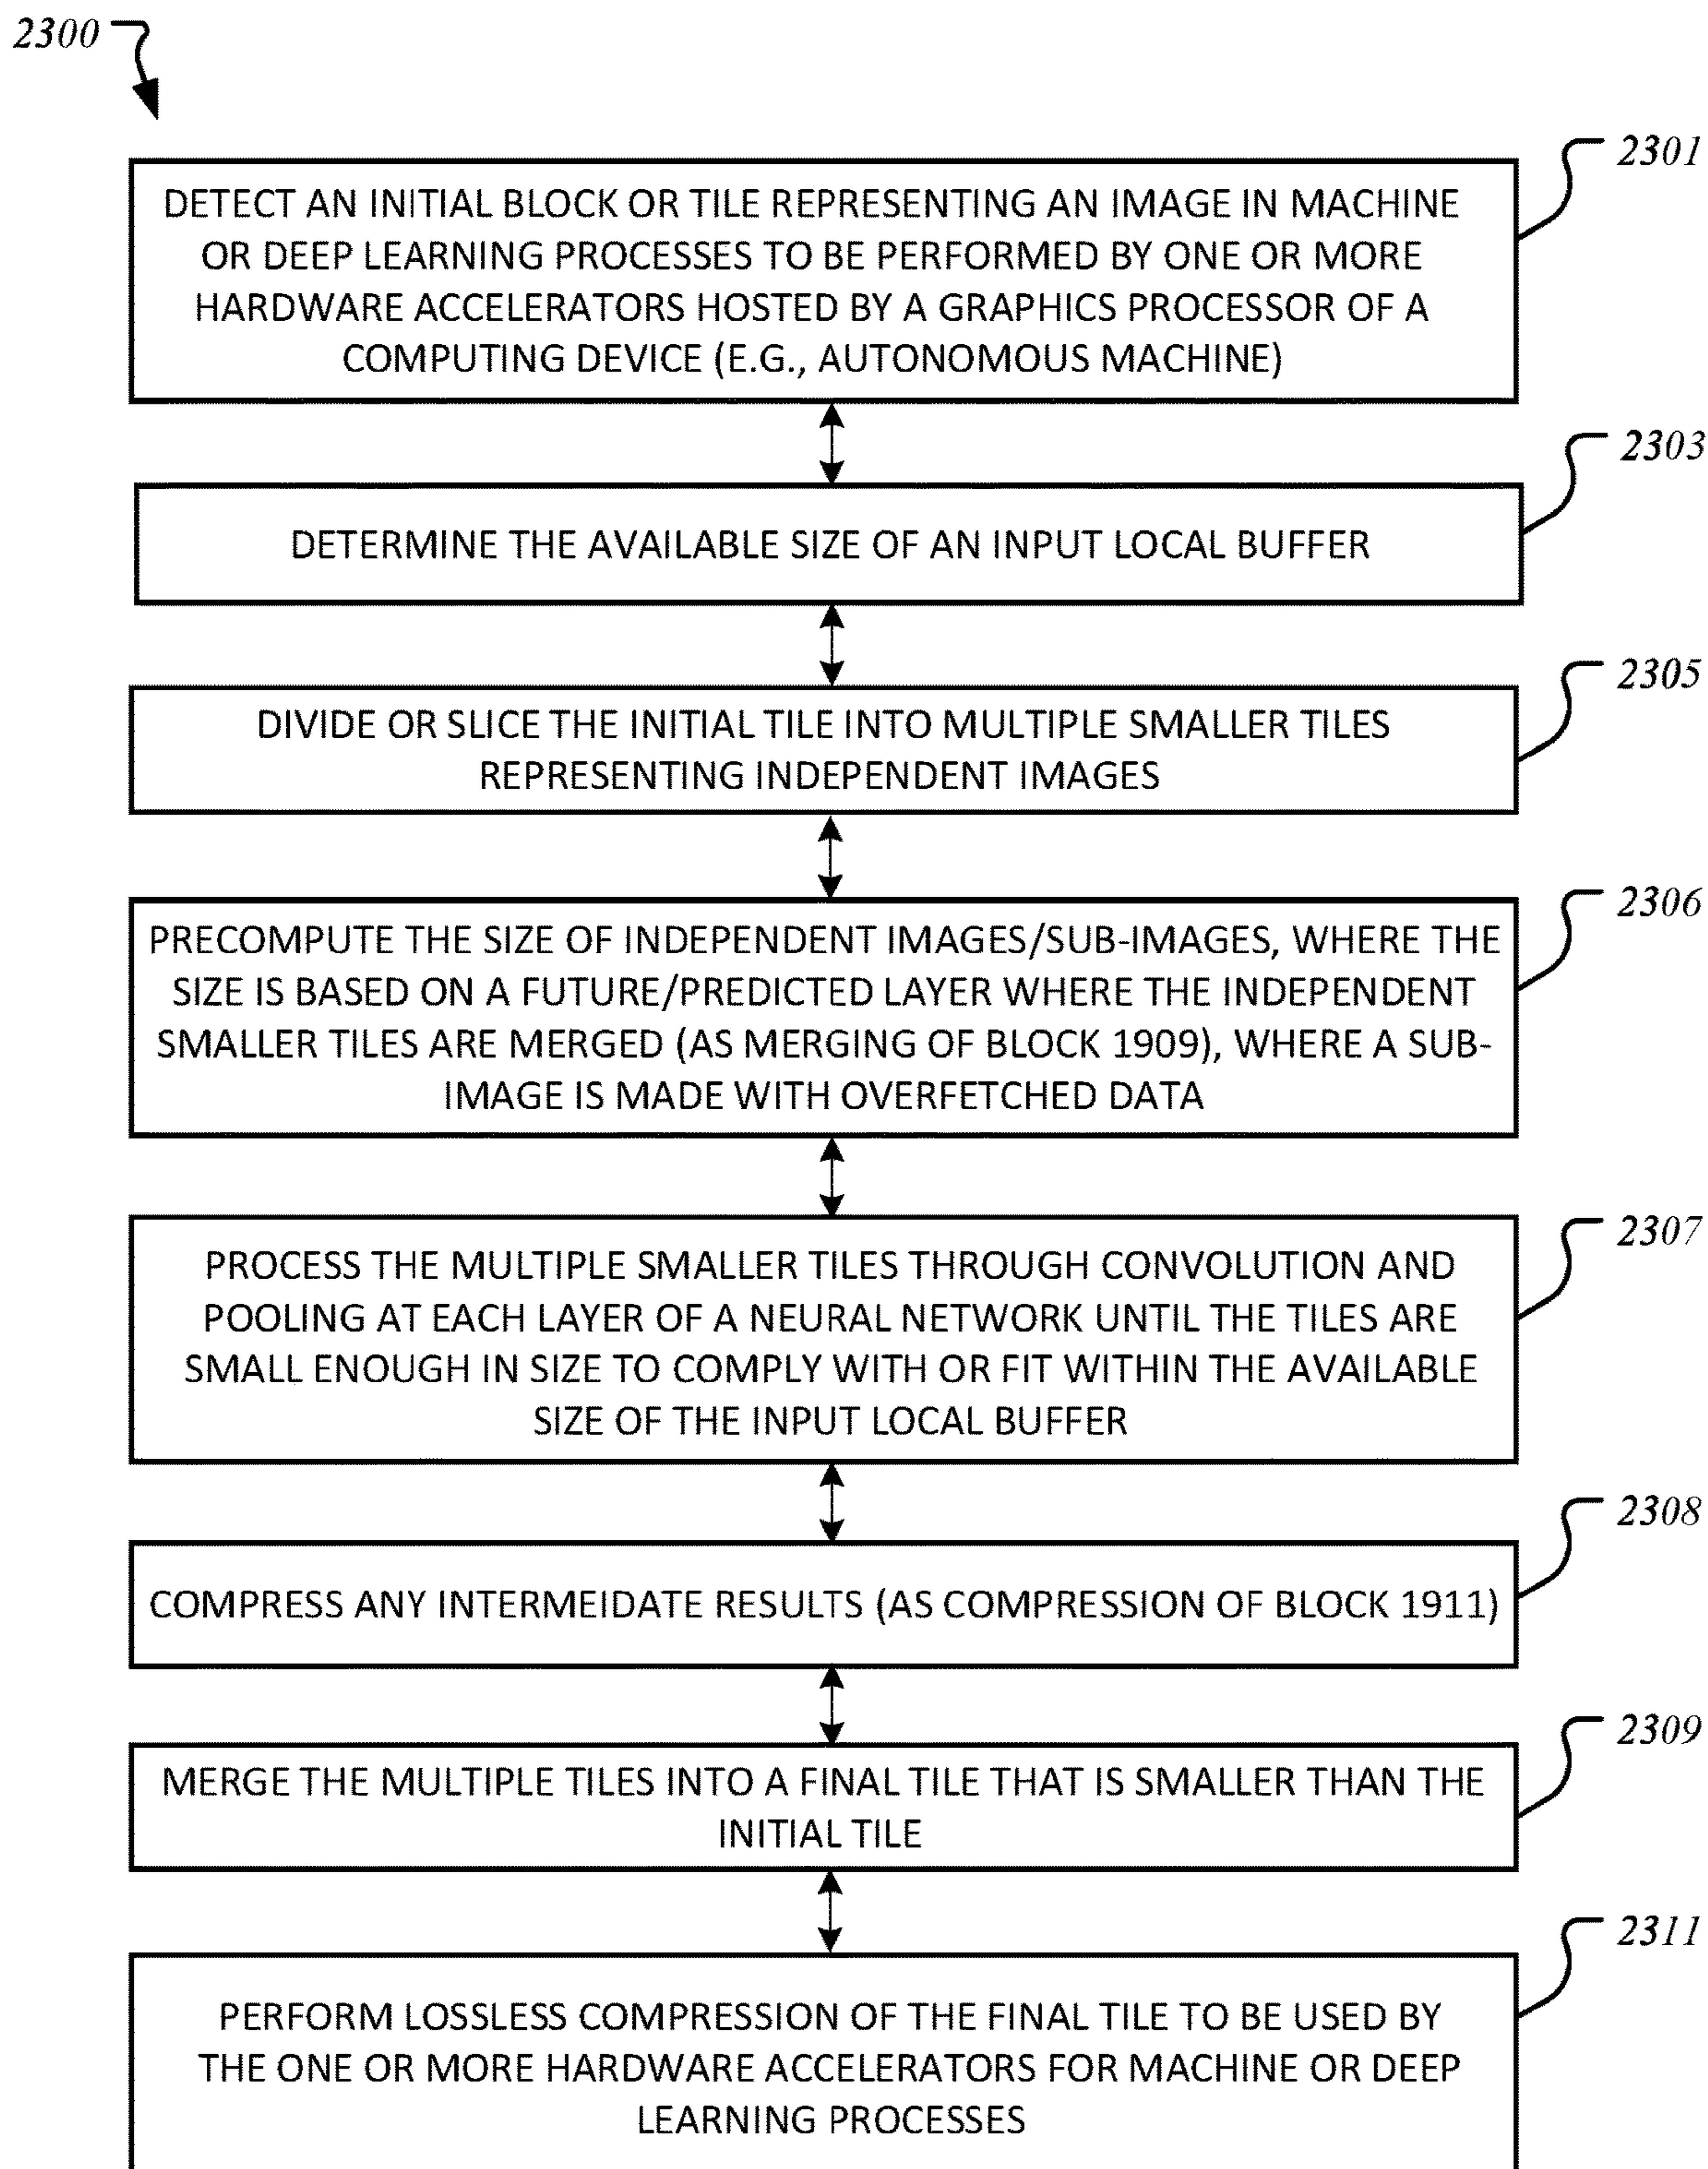 2300
2301
DETECT AN INITIAL BLOCK OR TILE REPRESENTING AN IMAGE IN MACHINE
OR DEEP LEARNING PROCESSES TO BE PERFORMED BY ONE OR MORE
HARDWARE ACCELERATORS HOSTED BY A GRAPHICS PROCESSOR OF A
COMPUTING DEVICE (E.G., AUTONOMOUS MACHINE)
2303
DETERMINE THE AVAILABLE SIZE OF AN INPUT LOCAL BUFFER
2305
DIVIDE OR SLICE THE INITIAL TILE INTO MULTIPLE SMALLER TILES
REPRESENTING INDEPENDENT IMAGES
2306
PRECOMPUTE THE SIZE OF INDEPENDENT IMAGES/SUB-IMAGES, WHERE THE
SIZE IS BASED ON A FUTURE/PREDICTED LAYER WHERE THE INDEPENDENT
SMALLER TILES ARE MERGED (AS MERGING OF BLOCK 1909), WHERE A SUB-
IMAGE IS MADE WITH OVERFETCHED DATA
2307
PROCESS THE MULTIPLE SMALLER TILES THROUGH CONVOLUTION AND
POOLING AT EACH LAYER OF A NEURAL NETWORK UNTIL THE TILES ARE
SMALL ENOUGH IN SIZE TO COMPLY WITH OR FIT WITHIN THE AVAILABLE
SIZE OF THE INPUT LOCAL BUFFER
2308
COMPRESS ANY INTERMEIDATE RESULTS (AS COMPRESSION OF BLOCK 1911)
2309
MERGE THE MULTIPLE TILES INTO A FINAL TILE THAT IS SMALLER THAN THE
INITIAL TILE
2311
PERFORM LOSSLESS COMPRESSION OF THE FINAL TILE TO BE USED BY
THE ONE OR MORE HARDWARE ACCELERATORS FOR MACHINE OR DEEP
LEARNING PROCESSES